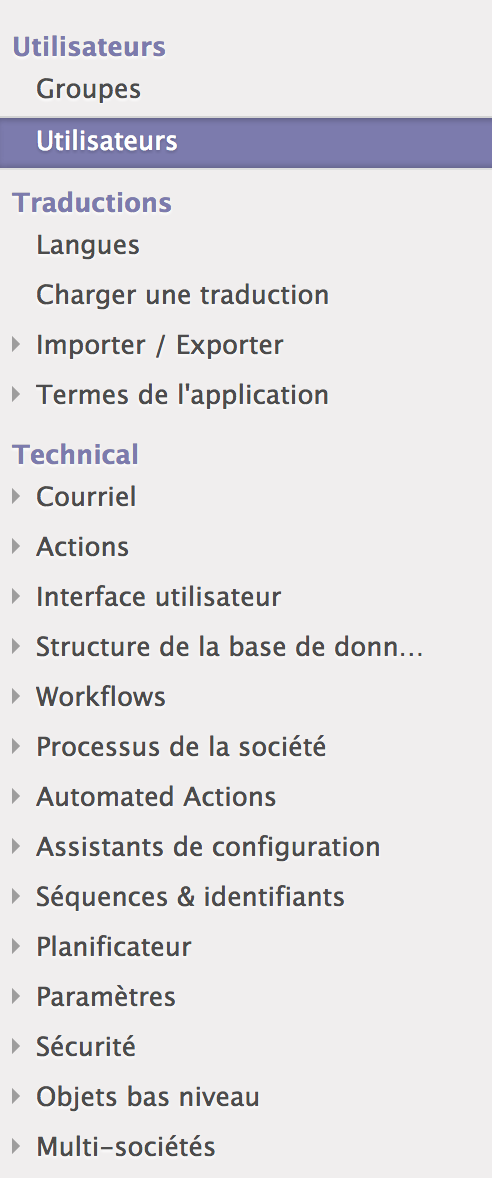 Utilisateurs
Groupes
Utilisateurs
Traductions
Langues
Charger une traduction
Importer / Exporter
Termes de l'application
Technical
Courriel
Actions
Interface utilisateur
Structure de la base de donn...
Workflows
Processus de la société
Automated Actions
Assistants de configuration
Séquences & identifiants
Planificateur
Paramètres
Sécurité
Objets bas niveau
Multi-sociétés